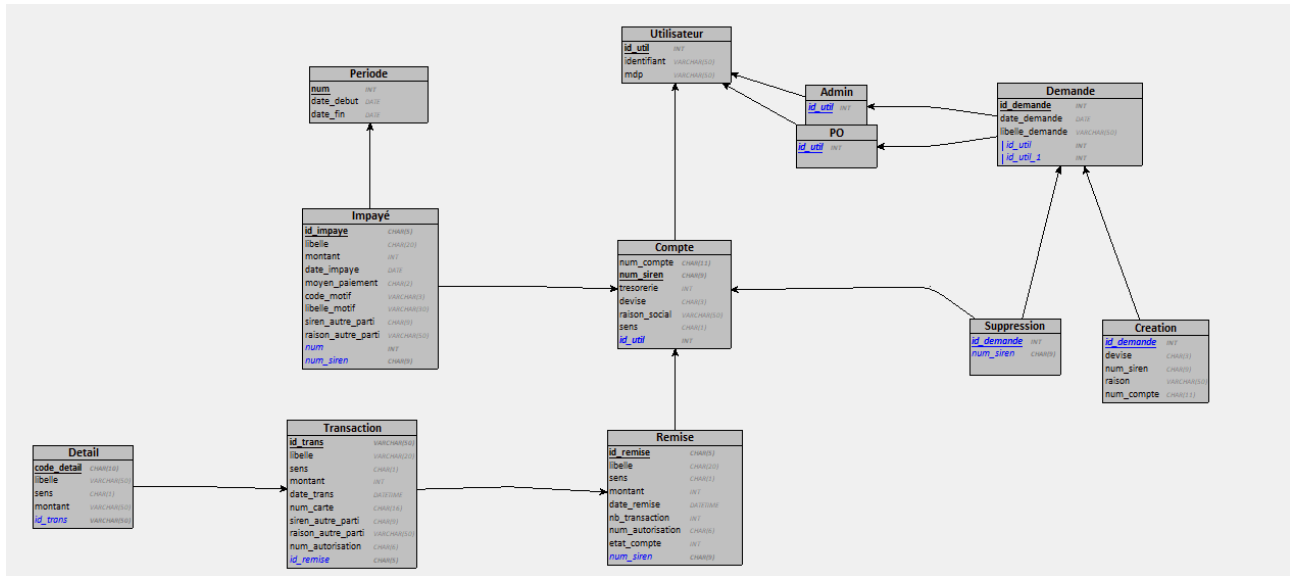 Utilisateur
id_util INT
identifiant VARCHAR(50)
mdp VARCHAR(50)
Periode
num INT
date_debut DATE
date_fin DATE
Admin
id_util INT
PO
id_util INT
Demande
id_demande INT
date_demande DATE
libelle_demande VARCHAR(50)
id_util INT
id_util_1 INT
Impayé
id_impaye CHAR(5)
libelle CHAR(20)
montant INT
date_impaye DATE
moyen_paiement CHAR(2)
code_motif VARCHAR(5)
libelle_motif VARCHAR(50)
siren_autre_parti CHAR(9)
raison_autre_parti VARCHAR(50)
num INT
num_siren CHAR(9)
Compte
num_compte CHAR(11)
num_siren CHAR(9)
tresorerie INT
devise CHAR(3)
raison_social VARCHAR(50)
sens CHAR(1)
id_util INT
Suppression
id_demande INT
num_siren CHAR(9)
Creation
id_demande INT
devise CHAR(3)
num_siren CHAR(9)
raison VARCHAR(50)
num_compte CHAR(11)
Detail
code_detail CHAR(10)
libelle VARCHAR(50)
sens CHAR(1)
montant VARCHAR(50)
id_trans VARCHAR(50)
Transaction
id_trans VARCHAR(50)
libelle VARCHAR(20)
sens CHAR(1)
montant INT
date_trans DATETIME
num_carte CHAR(16)
siren_autre_parti CHAR(9)
raison_autre_parti VARCHAR(50)
num_autorisation CHAR(6)
id_remise CHAR(5)
Remise
id_remise CHAR(5)
libelle CHAR(20)
sens CHAR(1)
montant INT
date_remise DATETIME
nb_transaction INT
num_autorisation CHAR(6)
etat_compte INT
num_siren CHAR(9)